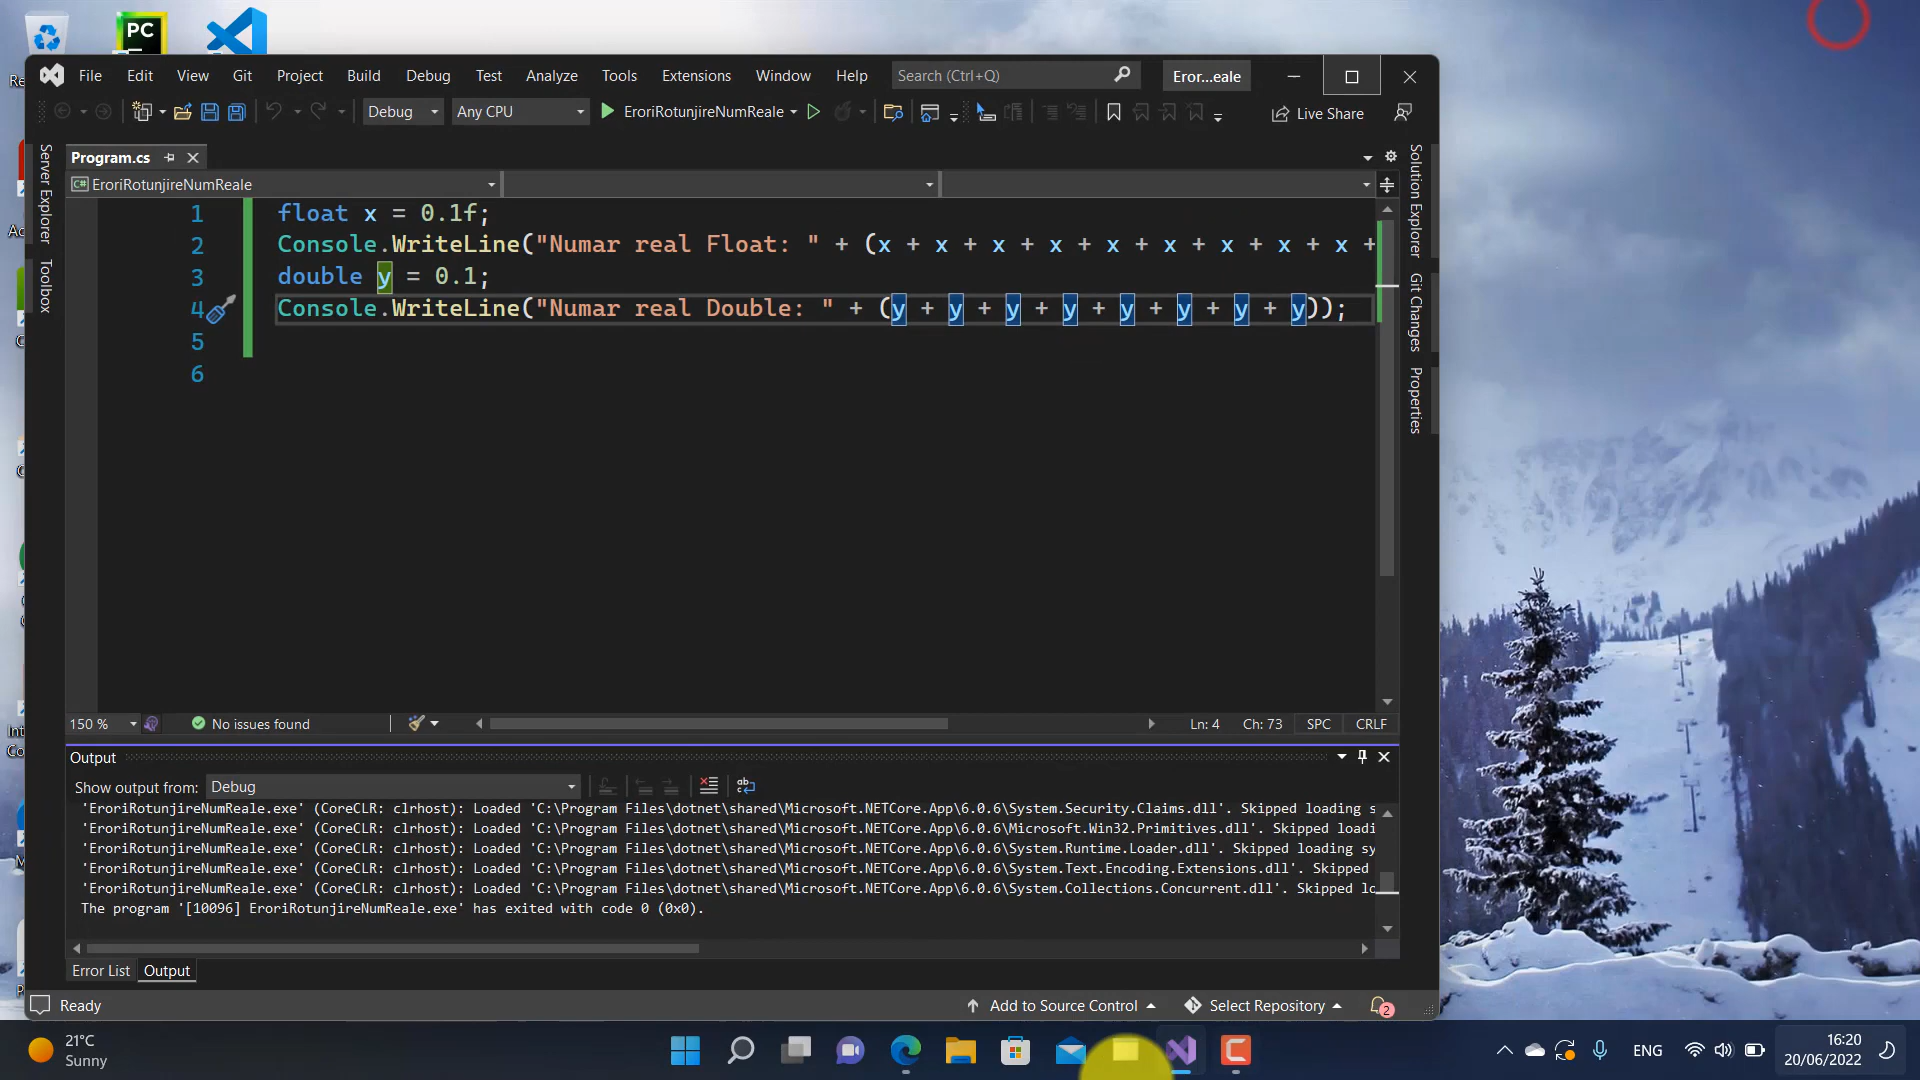 PC
File Edit View Git Project Build Debug Test Analyze Tools Extensions Window Help Search (Ctrl+Q) Eror...eale
Debug Any CPU EroriRotunjireNumReale Live Share
Program.cs
EroriRotunjireNumReale
Server Explorer
Toolbox
Solution Explorer
Git Changes
Properties
1 float x = 0.1f;
2 Console.WriteLine("Numar real Float: " + (x + x + x + x + x + x + x + x + x +
3 double y = 0.1;
4 Console.WriteLine("Numar real Double: " + (y + y + y + y + y + y + y + y));
5
6
150 % No issues found Ln: 4 Ch: 73 SPC CRLF
Output
Show output from: Debug
'EroriRotunjireNumReale.exe' (CoreCLR: clrhost): Loaded 'C:\Program Files\dotnet\shared\Microsoft.NETCore.App\6.0.6\System.Security.Claims.dll'. Skipped loading s
'EroriRotunjireNumReale.exe' (CoreCLR: clrhost): Loaded 'C:\Program Files\dotnet\shared\Microsoft.NETCore.App\6.0.6\Microsoft.Win32.Primitives.dll'. Skipped loadi
'EroriRotunjireNumReale.exe' (CoreCLR: clrhost): Loaded 'C:\Program Files\dotnet\shared\Microsoft.NETCore.App\6.0.6\System.Runtime.Loader.dll'. Skipped loading sy
'EroriRotunjireNumReale.exe' (CoreCLR: clrhost): Loaded 'C:\Program Files\dotnet\shared\Microsoft.NETCore.App\6.0.6\System.Text.Encoding.Extensions.dll'. Skipped
'EroriRotunjireNumReale.exe' (CoreCLR: clrhost): Loaded 'C:\Program Files\dotnet\shared\Microsoft.NETCore.App\6.0.6\System.Collections.Concurrent.dll'. Skipped lo
The program '[10096] EroriRotunjireNumReale.exe' has exited with code 0 (0x0).
Error List Output
Ready Add to Source Control Select Repository 2
21°C
Sunny
ENG
16:20
20/06/2022